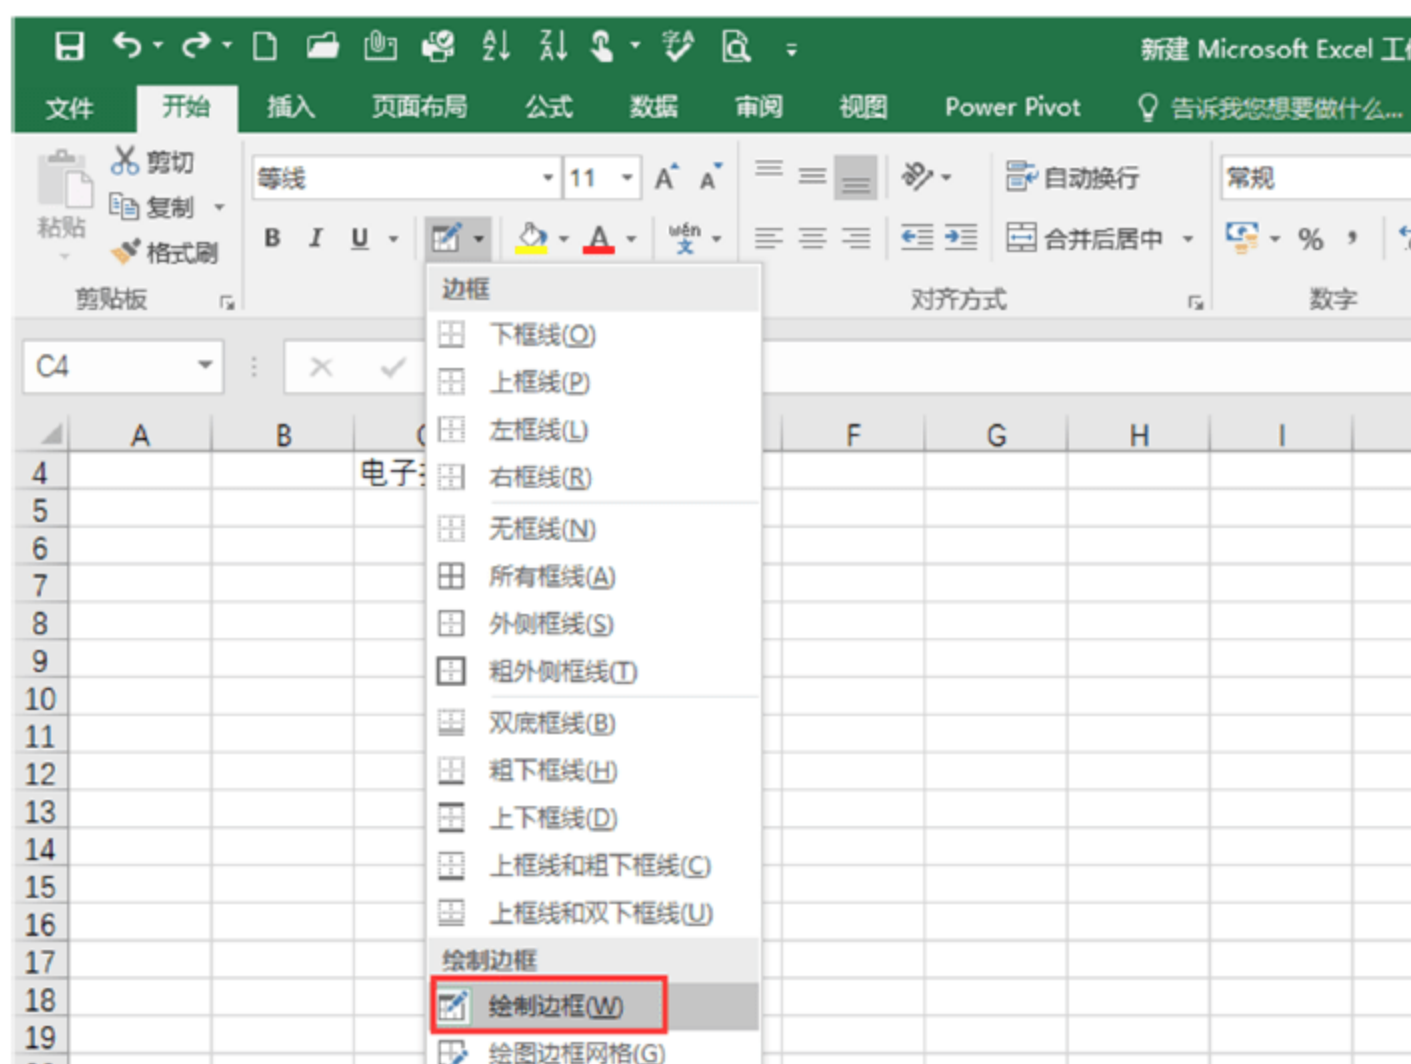 新建 Microsoft Excel 工
文件 开始 插入 页面布局 公式 数据 审阅 视图 Power Pivot 告诉我您想要做什么...
剪切
等线 11 A A 自动换行 常规
复制
粘贴
B I U A wén 文 合并后居中 % ,
格式刷
剪贴板 对齐方式 数字
边框
下框线(O)
C4
上框线(P)
左框线(L)
A B F G H I
4 电子
右框线(R)
5
无框线(N)
6
所有框线(A)
7
外侧框线(S)
8
粗外侧框线(T)
9
10
双底框线(B)
11
粗下框线(H)
12
上下框线(D)
13
14
上框线和粗下框线(C)
15
上框线和双下框线(U)
16
绘制边框
17
绘制边框(W)
18
19
绘图边框网格(G)